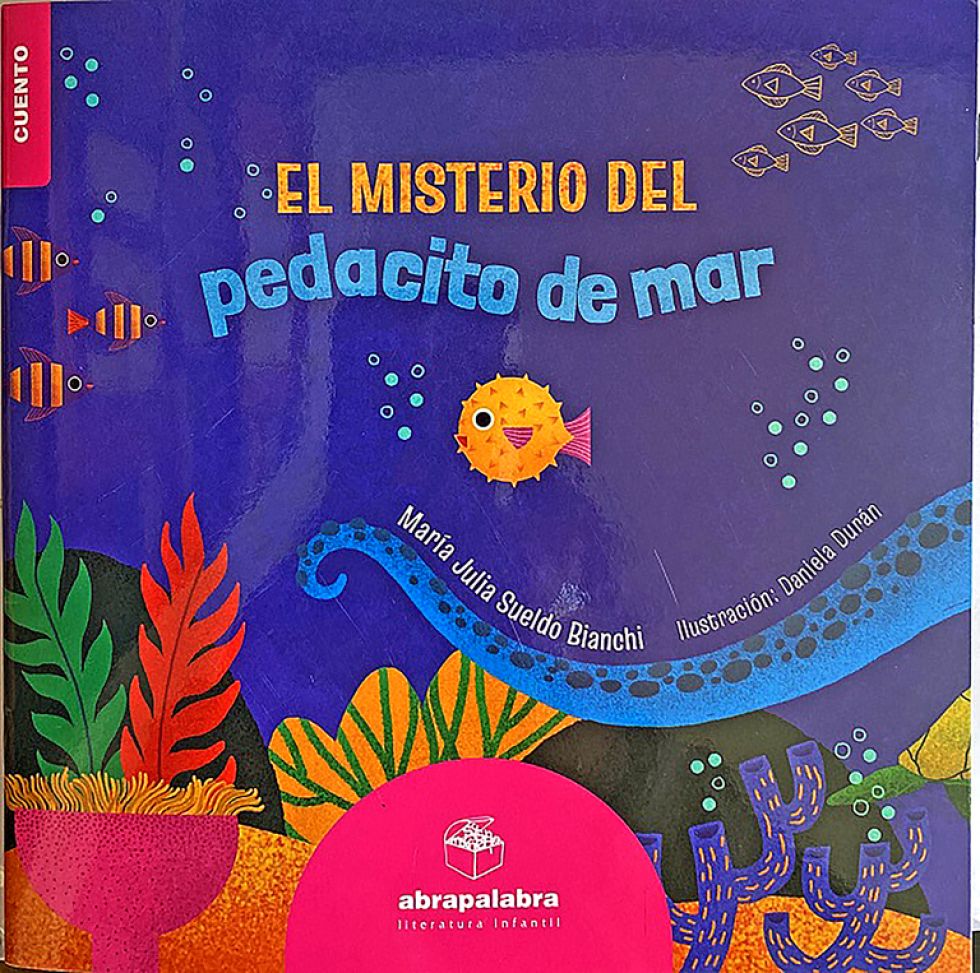 CUENTO
EL MISTERIO DEL
pedacito de mar
María Julia Sueldo Bianchi
Ilustración: Daniela Durán
abrapalabra
literatura infantil